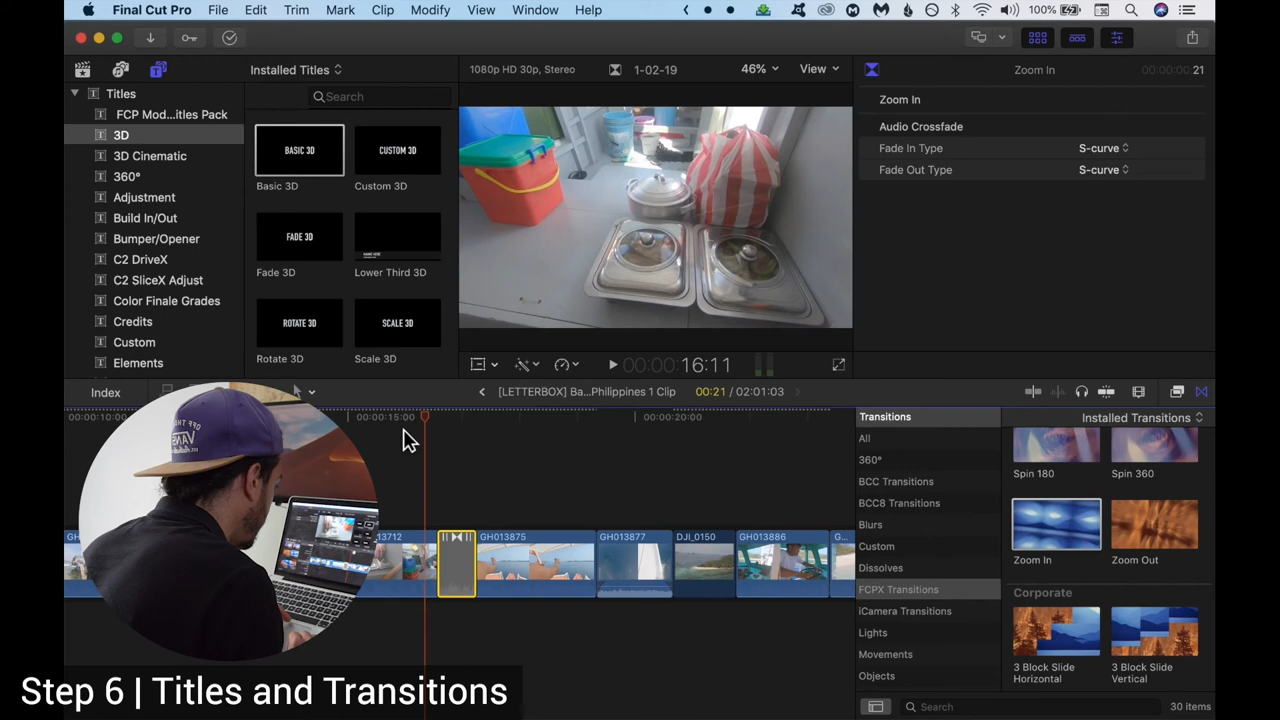 Final Cut Pro File Edit Trim Mark Clip Modify View Window Help 100%
Installed Titles 1080p HD 30p, Stereo 1-02-19 46% View Zoom In 00:00:00:21
Titles
Search
Zoom In
FCP Mod...itles Pack
3D
3D Cinematic
360°
Adjustment
Build In/Out
Bumper/Opener
C2 DriveX
C2 SliceX Adjust
Color Finale Grades
Credits
Custom
Elements
BASIC 3D
CUSTOM 3D
Basic 3D
Custom 3D
FADE 3D
NAME HERE
Fade 3D
Lower Third 3D
ROTATE 3D
SCALE 3D
Rotate 3D
Scale 3D
Audio Crossfade
Fade In Type S-curve
Fade Out Type S-curve
00:00:16:11
Index [LETTERBOX] Ba...Philippines 1 Clip 00:21 / 02:01:03
00:00:10:00 00:00:15:00 00:00:20:00
13712 GH013875 GH013877 DJI_0150 GH013886 G...
Transitions Installed Transitions
All
360°
BCC Transitions
BCC8 Transitions
Blurs
Custom
Dissolves
FCPX Transitions
iCamera Transitions
Lights
Movements
Objects
Spin 180
Spin 360
Zoom In
Zoom Out
Corporate
3 Block Slide
Horizontal
3 Block Slide
Vertical
Search 30 items
OFF THE
VANS
Step 6 | Titles and Transitions